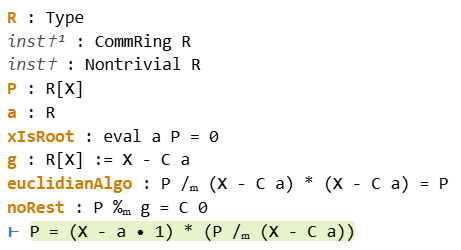 R : Type
inst✝¹ : CommRing R
inst✝ : Nontrivial R
P : R[X]
a : R
xIsRoot : eval a P = 0
g : R[X] := X - C a
euclidianAlgo : P /ₘ (X - C a) * (X - C a) = P
noRest : P %ₘ g = C 0
⊢ P = (X - a • 1) * (P /ₘ (X - C a))